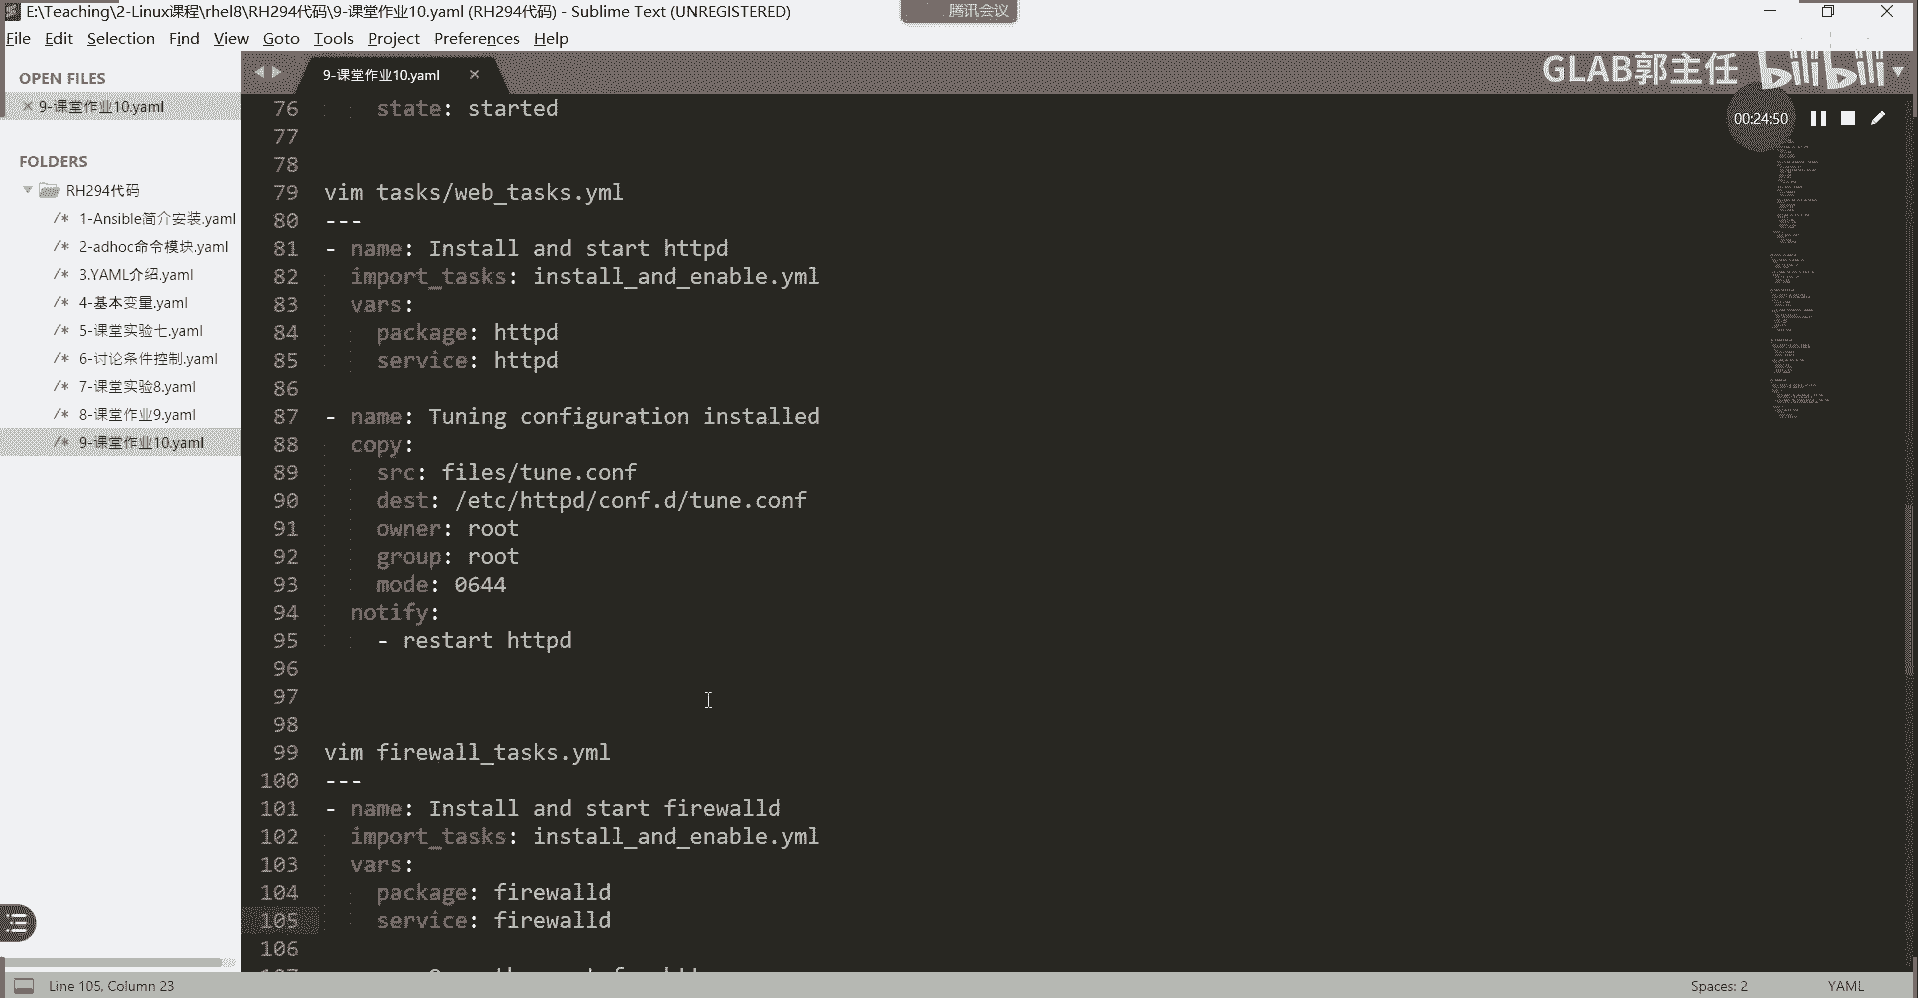 E:\Teaching\2-Linux课程\rhel8\RH294代码\9-课堂作业10.yaml (RH294代码) - Sublime Text (UNREGISTERED)
腾讯会议
File Edit Selection Find View Goto Tools Project Preferences Help
OPEN FILES
9-课堂作业10.yaml
FOLDERS
RH294代码
/* 1-Ansible简介安装.yaml
/* 2-adhoc命令模块.yaml
/* 3.YAML介绍.yaml
/* 4-基本变量.yaml
/* 5-课堂实验七.yaml
/* 6-讨论条件控制.yaml
/* 7-课堂实验8.yaml
/* 8-课堂作业9.yaml
/* 9-课堂作业10.yaml
9-课堂作业10.yaml
GLAB郭主任 bilibili
00:24:50
76 state: started
77
78
79 vim tasks/web_tasks.yml
80 ---
81 - name: Install and start httpd
82 import_tasks: install_and_enable.yml
83 vars:
84 package: httpd
85 service: httpd
86
87 - name: Tuning configuration installed
88 copy:
89 src: files/tune.conf
90 dest: /etc/httpd/conf.d/tune.conf
91 owner: root
92 group: root
93 mode: 0644
94 notify:
95 - restart httpd
96
97
98
99 vim firewall_tasks.yml
100 ---
101 - name: Install and start firewalld
102 import_tasks: install_and_enable.yml
103 vars:
104 package: firewalld
105 service: firewalld
106
Line 105, Column 23
Spaces: 2
YAML